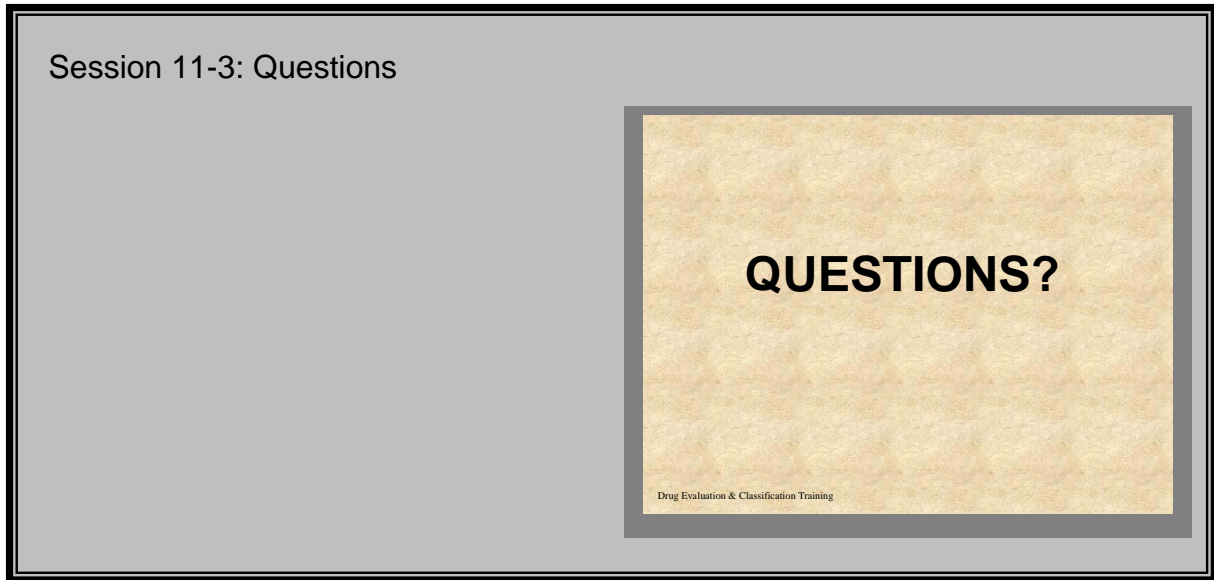 Session 11-3: Questions
QUESTIONS?
Drug Evaluation & Classification Training